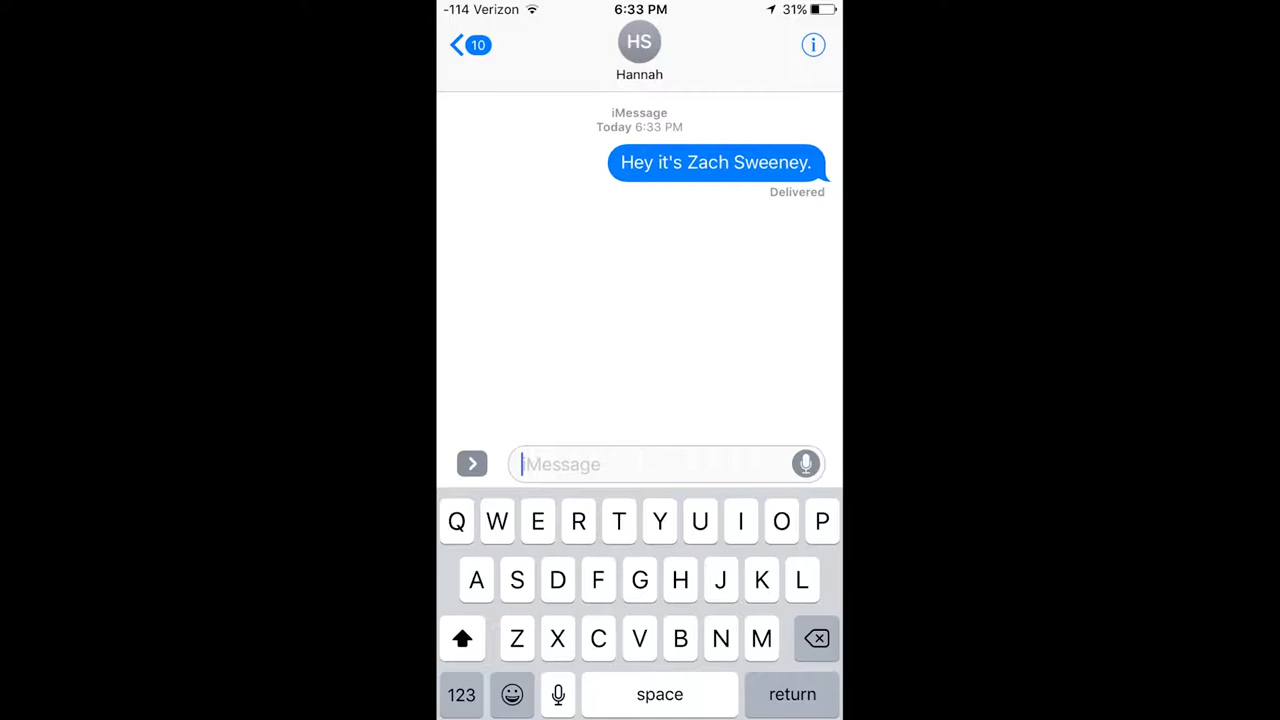 -114 Verizon 6:33 PM 31%
10
HS
Hannah
iMessage
Today 6:33 PM
Hey it's Zach Sweeney.
Delivered
iMessage
Q W E R T Y U I O P
A S D F G H J K L
Z X C V B N M
123 space return